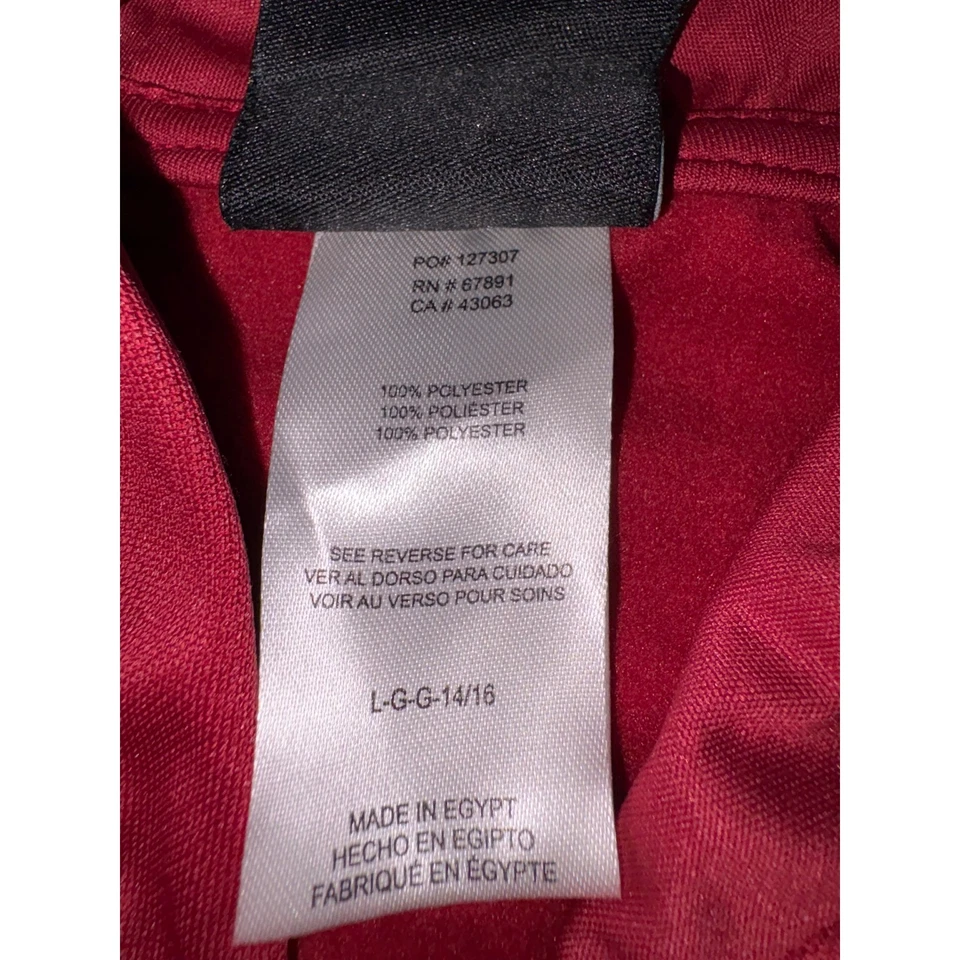 PO# 127307
RN # 67891
CA # 43063
100% POLYESTER
100% POLIÉSTER
100% POLYESTER
SEE REVERSE FOR CARE
VER AL DORSO PARA CUIDADO
VOIR AU VERSO POUR SOINS
L-G-G-14/16
MADE IN EGYPT
HECHO EN EGIPTO
FABRIQUÉ EN ÉGYPTE